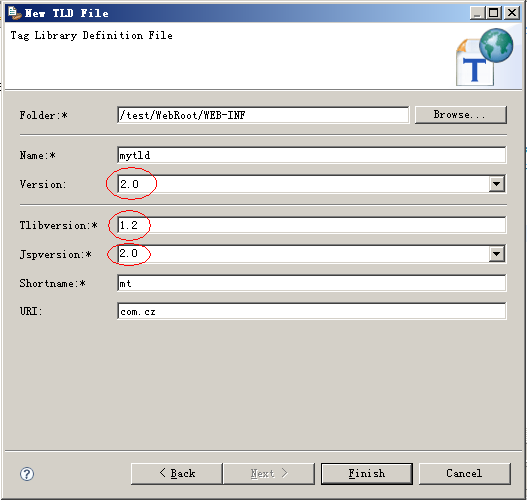 New TLD File
Tag Library Definition File
T
Folder:* /test/WebRoot/WEB-INF Browse...
Name:* mytld
Version: 2.0
Tlibversion:* 1.2
Jspversion:* 2.0
Shortname:* mt
URI: com.cz
? < Back Next > Finish Cancel